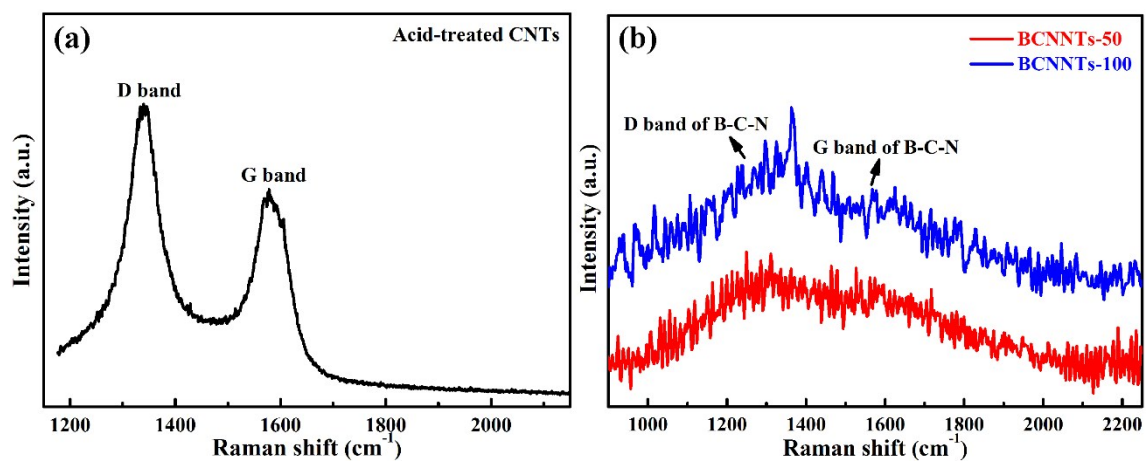 (a)
Acid-treated CNTs
D band
G band
Intensity (a.u.)
1200 1400 1600 1800 2000
Raman shift (cm⁻¹)
(b)
BCNNTs-50
BCNNTs-100
D band of B-C-N
G band of B-C-N
Intensity (a.u.)
1000 1200 1400 1600 1800 2000 2200
Raman shift (cm⁻¹)